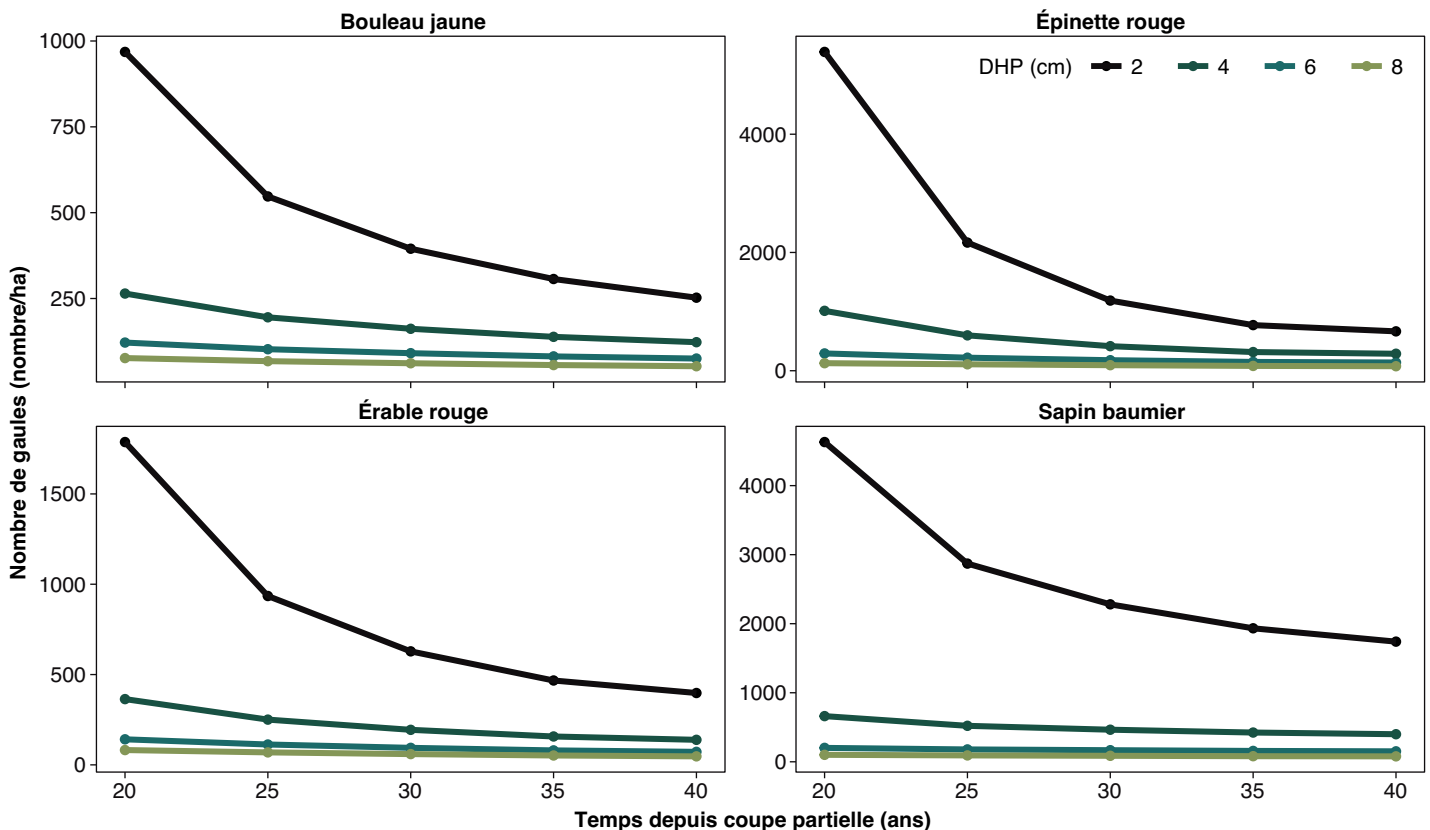 Bouleau jaune
Épinette rouge
1000
750
500
250
DHP (cm) 2 4 6 8
4000
2000
0
Nombre de gaules (nombre/ha)
Érable rouge
Sapin baumier
1500
1000
500
0
4000
3000
2000
1000
0
20 25 30 35 40
20 25 30 35 40
Temps depuis coupe partielle (ans)